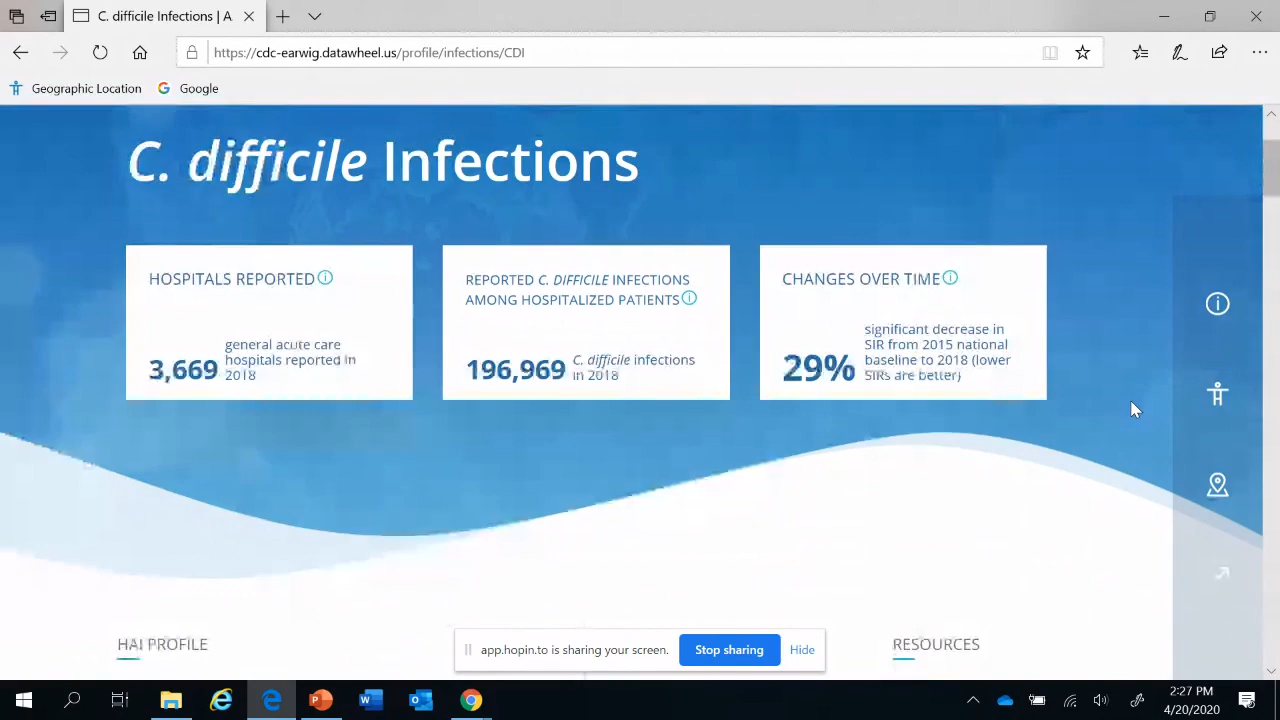 C. difficile Infections | A
https://cdc-earwig.datawheel.us/profile/infections/CDI
Geographic Location
Google
C. difficile Infections
HOSPITALS REPORTED
3,669 general acute care
hospitals reported in
2018
REPORTED C. DIFFICILE INFECTIONS
AMONG HOSPITALIZED PATIENTS
196,969 C. difficile infections
in 2018
CHANGES OVER TIME
29% significant decrease in
SIR from 2015 national
baseline to 2018 (lower
SIRs are better)
HAI PROFILE
RESOURCES
app.hopin.to is sharing your screen.
Stop sharing
Hide
2:27 PM
4/20/2020